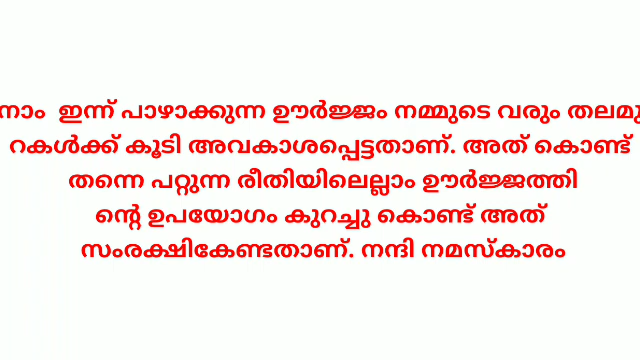 നാം ഇന്ന് പാഴാക്കുന്ന ഊർജ്ജം നമ്മുടെ വരും തലമു
റകൾക്ക് കൂടി അവകാശപ്പെട്ടതാണ്. അത് കൊണ്ട്
തന്നെ പറ്റുന്ന രീതിയിലെല്ലാം ഊർജ്ജത്തി
ന്റെ ഉപയോഗം കുറച്ചു കൊണ്ട് അത്
സംരക്ഷികേണ്ടതാണ്. നന്ദി നമസ്കാരം